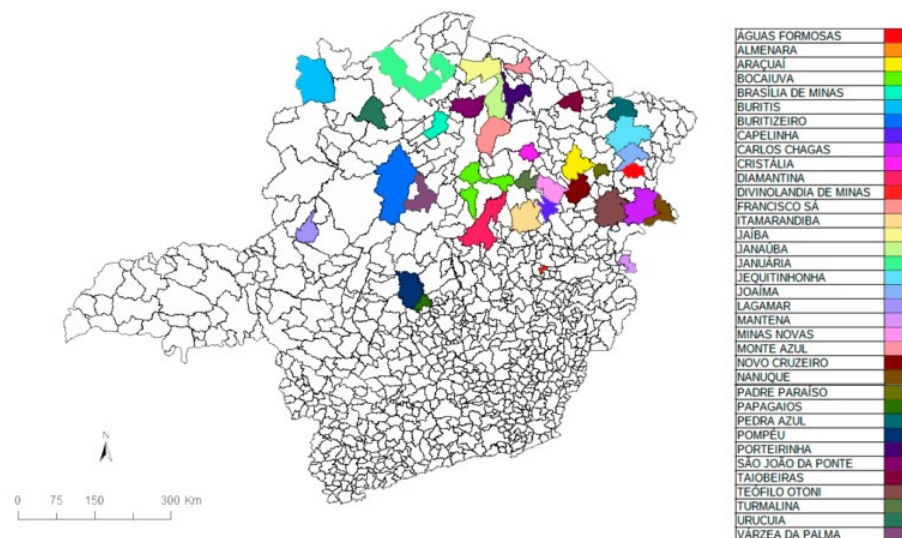 ÁGUAS FORMOSAS
ALMENARA
ARAÇUAÍ
BOCAIUVA
BRASÍLIA DE MINAS
BURITIS
BURITIZEIRO
CAPELINHA
CARLOS CHAGAS
CRISTÁLIA
DIAMANTINA
DIVINOLANDIA DE MINAS
FRANCISCO SÁ
ITAMARANDIBA
JAÍBA
JANAÚBA
JANUÁRIA
JEQUITINHONHA
JOAÍMA
LAGAMAR
MANTENA
MINAS NOVAS
MONTE AZUL
NOVO CRUZEIRO
NANUQUE
PADRE PARAÍSO
PAPAGAIOS
PEDRA AZUL
POMPÉU
PORTEIRINHA
SÃO JOÃO DA PONTE
TAIOBEIRAS
TEÓFILO OTONI
TURMALINA
URUCUIA
VÁRZEA DA PALMA
N
0 75 150 300 Km